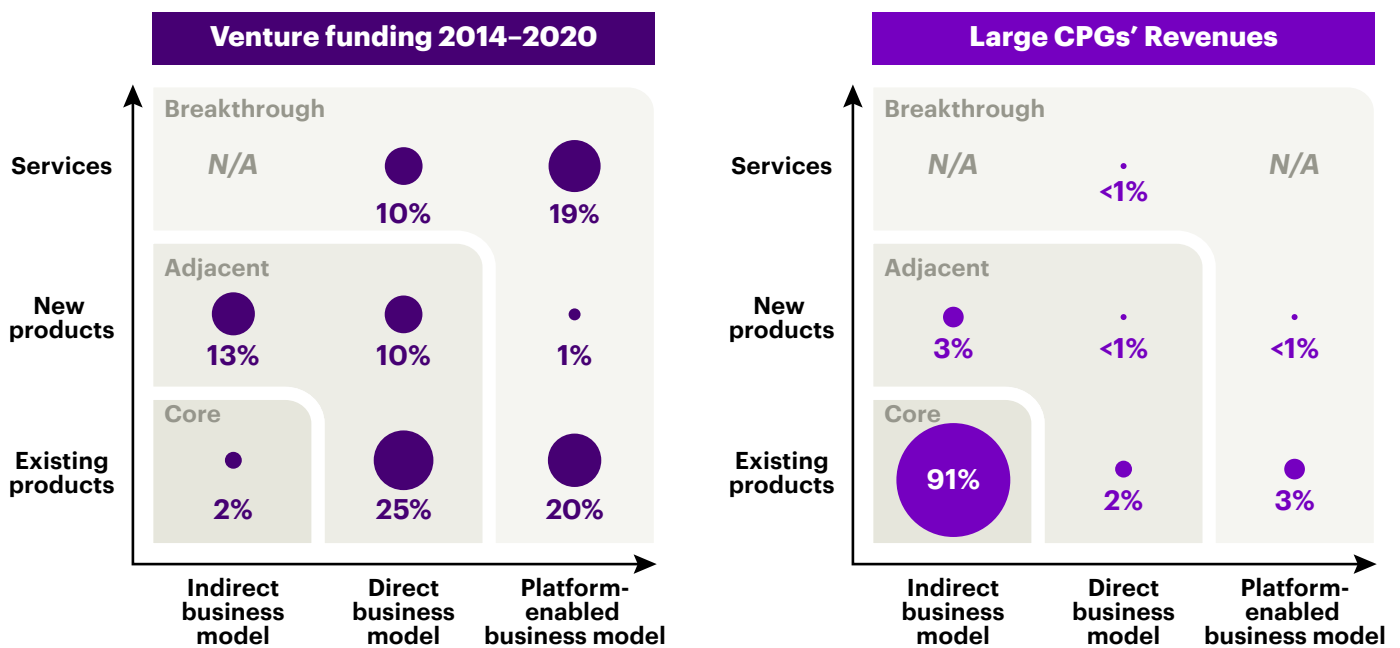 Venture funding 2014–2020
Breakthrough
Services
N/A
10%
19%
Adjacent
New
products
13%
10%
1%
Core
Existing
products
2%
25%
20%
Indirect
business
model
Direct
business
model
Platform-
enabled
business model
Large CPGs’ Revenues
Breakthrough
Services
N/A
<1%
N/A
Adjacent
New
products
3%
<1%
<1%
Core
Existing
products
91%
2%
3%
Indirect
business
model
Direct
business
model
Platform-
enabled
business model